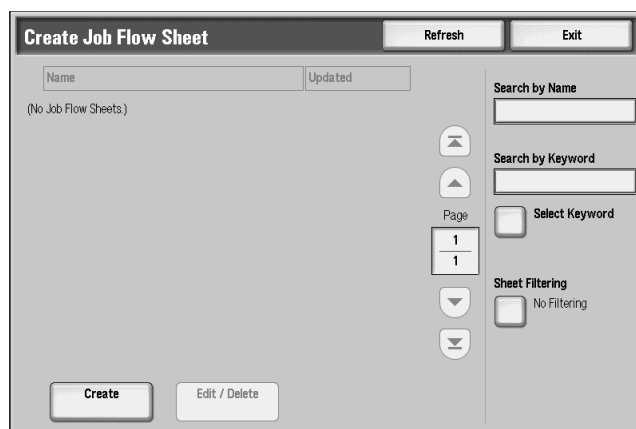 Create Job Flow Sheet
Refresh
Exit
Name
Updated
(No Job Flow Sheets.)
Search by Name
Search by Keyword
Select Keyword
Page
1
1
Sheet Filtering
No Filtering
Create
Edit / Delete